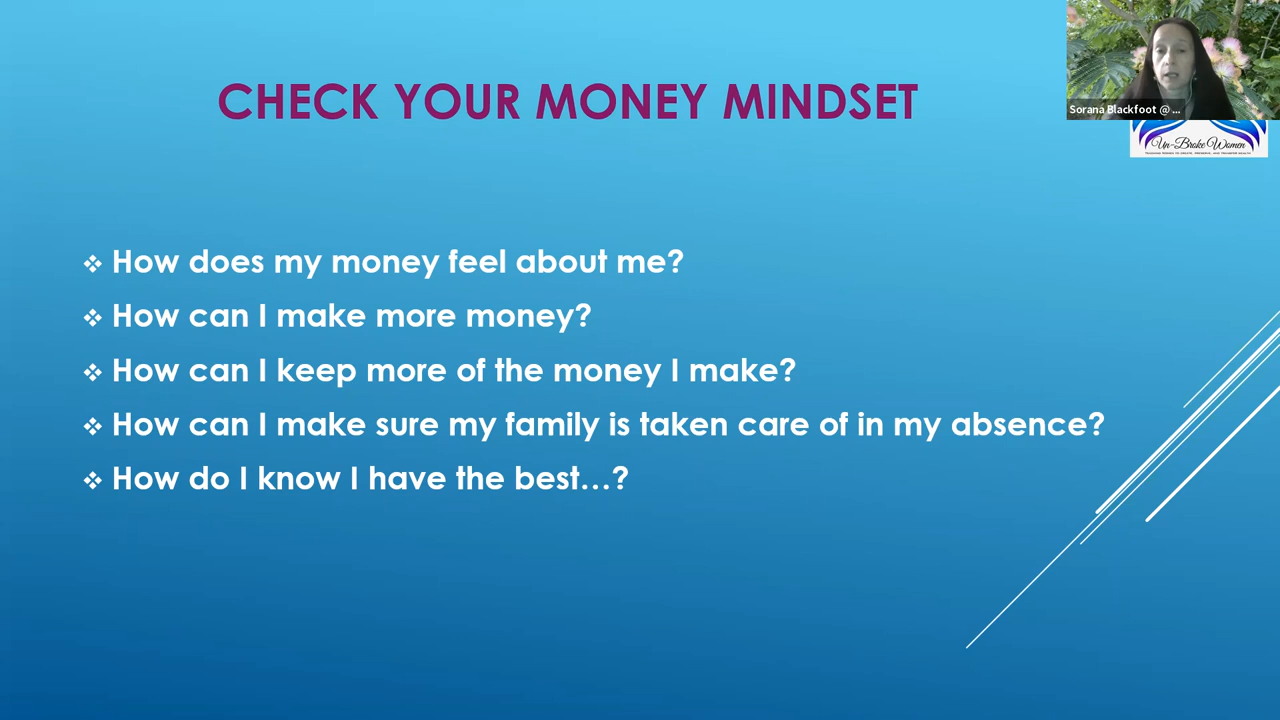 CHECK YOUR MONEY MINDSET
Sorana Blackfoot @ ...
Un-Broke Women
❖ How does my money feel about me?
❖ How can I make more money?
❖ How can I keep more of the money I make?
❖ How can I make sure my family is taken care of in my absence?
❖ How do I know I have the best...?